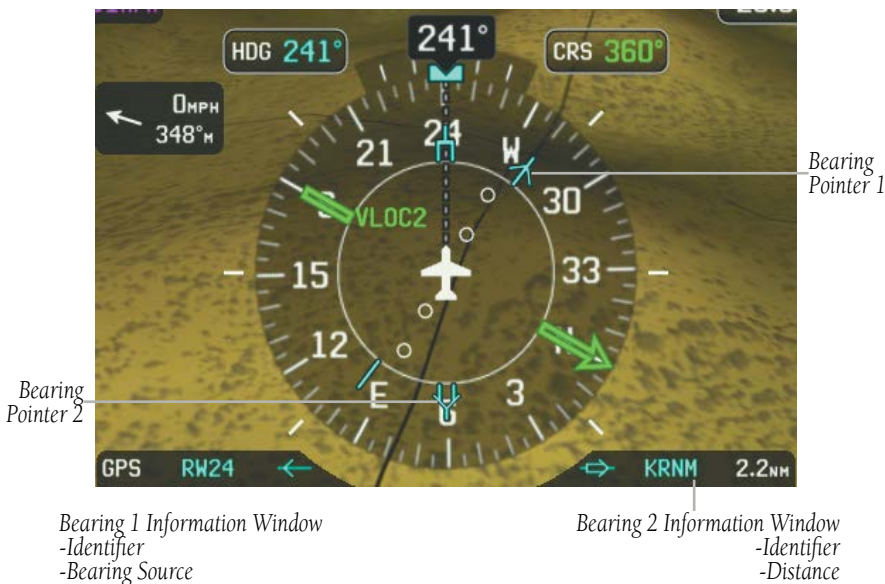 HDG 241°
241°
CRS 360°
0MPH
348°M
24
W
30
33
N
3
6
E
12
15
S
21
VLOC2
Bearing
Pointer 1
Bearing
Pointer 2
GPS RW24
KRNM 2.2NM
Bearing 1 Information Window
-Identifier
-Bearing Source
Bearing 2 Information Window
-Identifier
-Distance